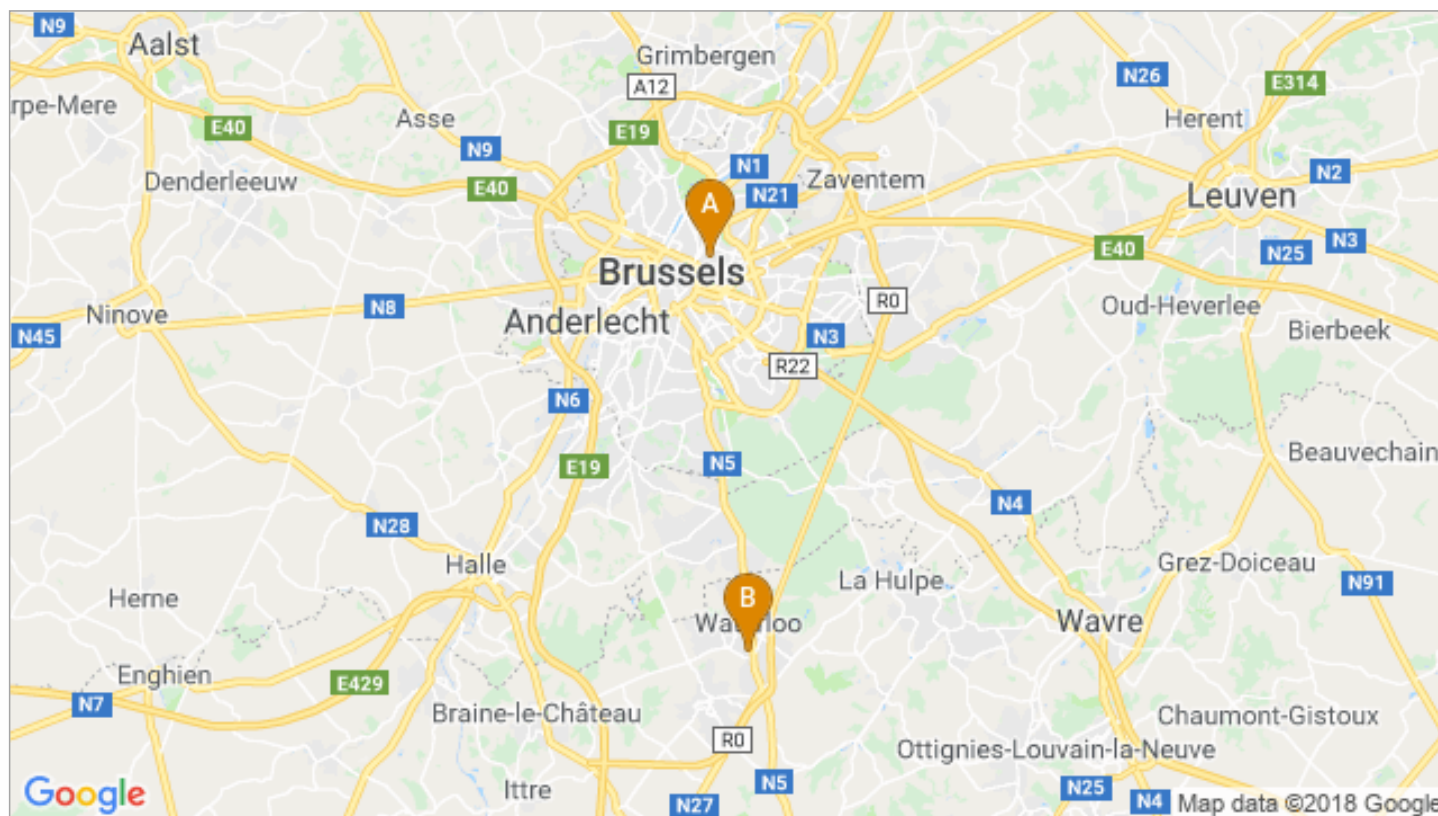 N9
Aalst
Grimbergen
N26
E314
A12
rpe-Mere
Asse
E40
E19
Herent
N9
N1
N2
Denderleeuw
E40
N21
Zaventem
A
Leuven
N3
Brussels
E40
N25
N8
R0
Oud-Heverlee
Ninove
Anderlecht
Bierbeek
N45
N3
R22
N6
Beauvechain
N5
E19
N4
N28
Halle
La Hulpe
Grez-Doiceau
N91
Herne
B
Waterloo
Wavre
Enghien
E429
N7
Braine-le-Château
Chaumont-Gistoux
R0
Ottignies-Louvain-la-Neuve
Ittre
N5
N25
Google
N27
N4
Map data ©2018 Google